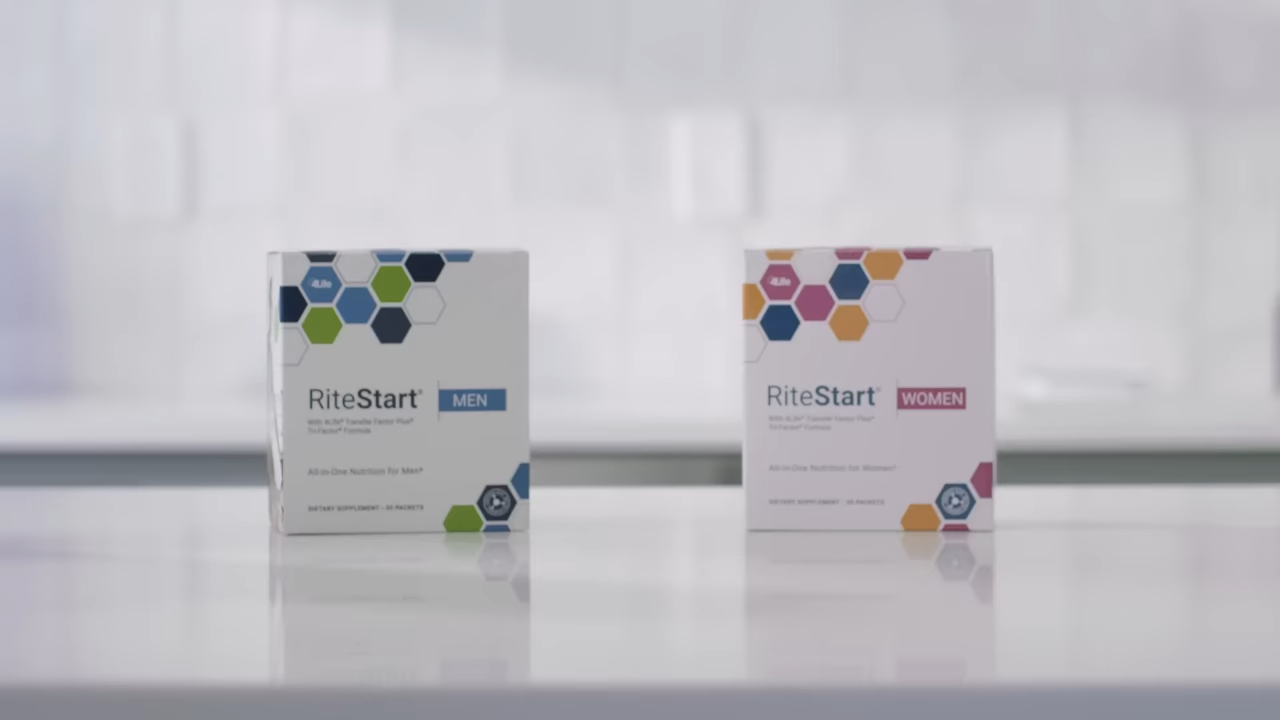 4Life
RiteStart® MEN
With 4Life® Transfer Factor Plus®
Tri-Factor® Formula
All-in-One Nutrition for Men*
DIETARY SUPPLEMENT - 30 PACKETS
4Life
RiteStart® WOMEN
With 4Life® Transfer Factor Plus®
Tri-Factor® Formula
All-in-One Nutrition for Women*
DIETARY SUPPLEMENT - 30 PACKETS